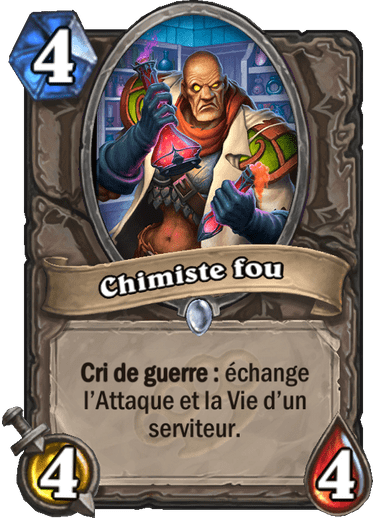 4
Chimiste fou
Cri de guerre : échange
l'Attaque et la Vie d'un
serviteur.
4 4